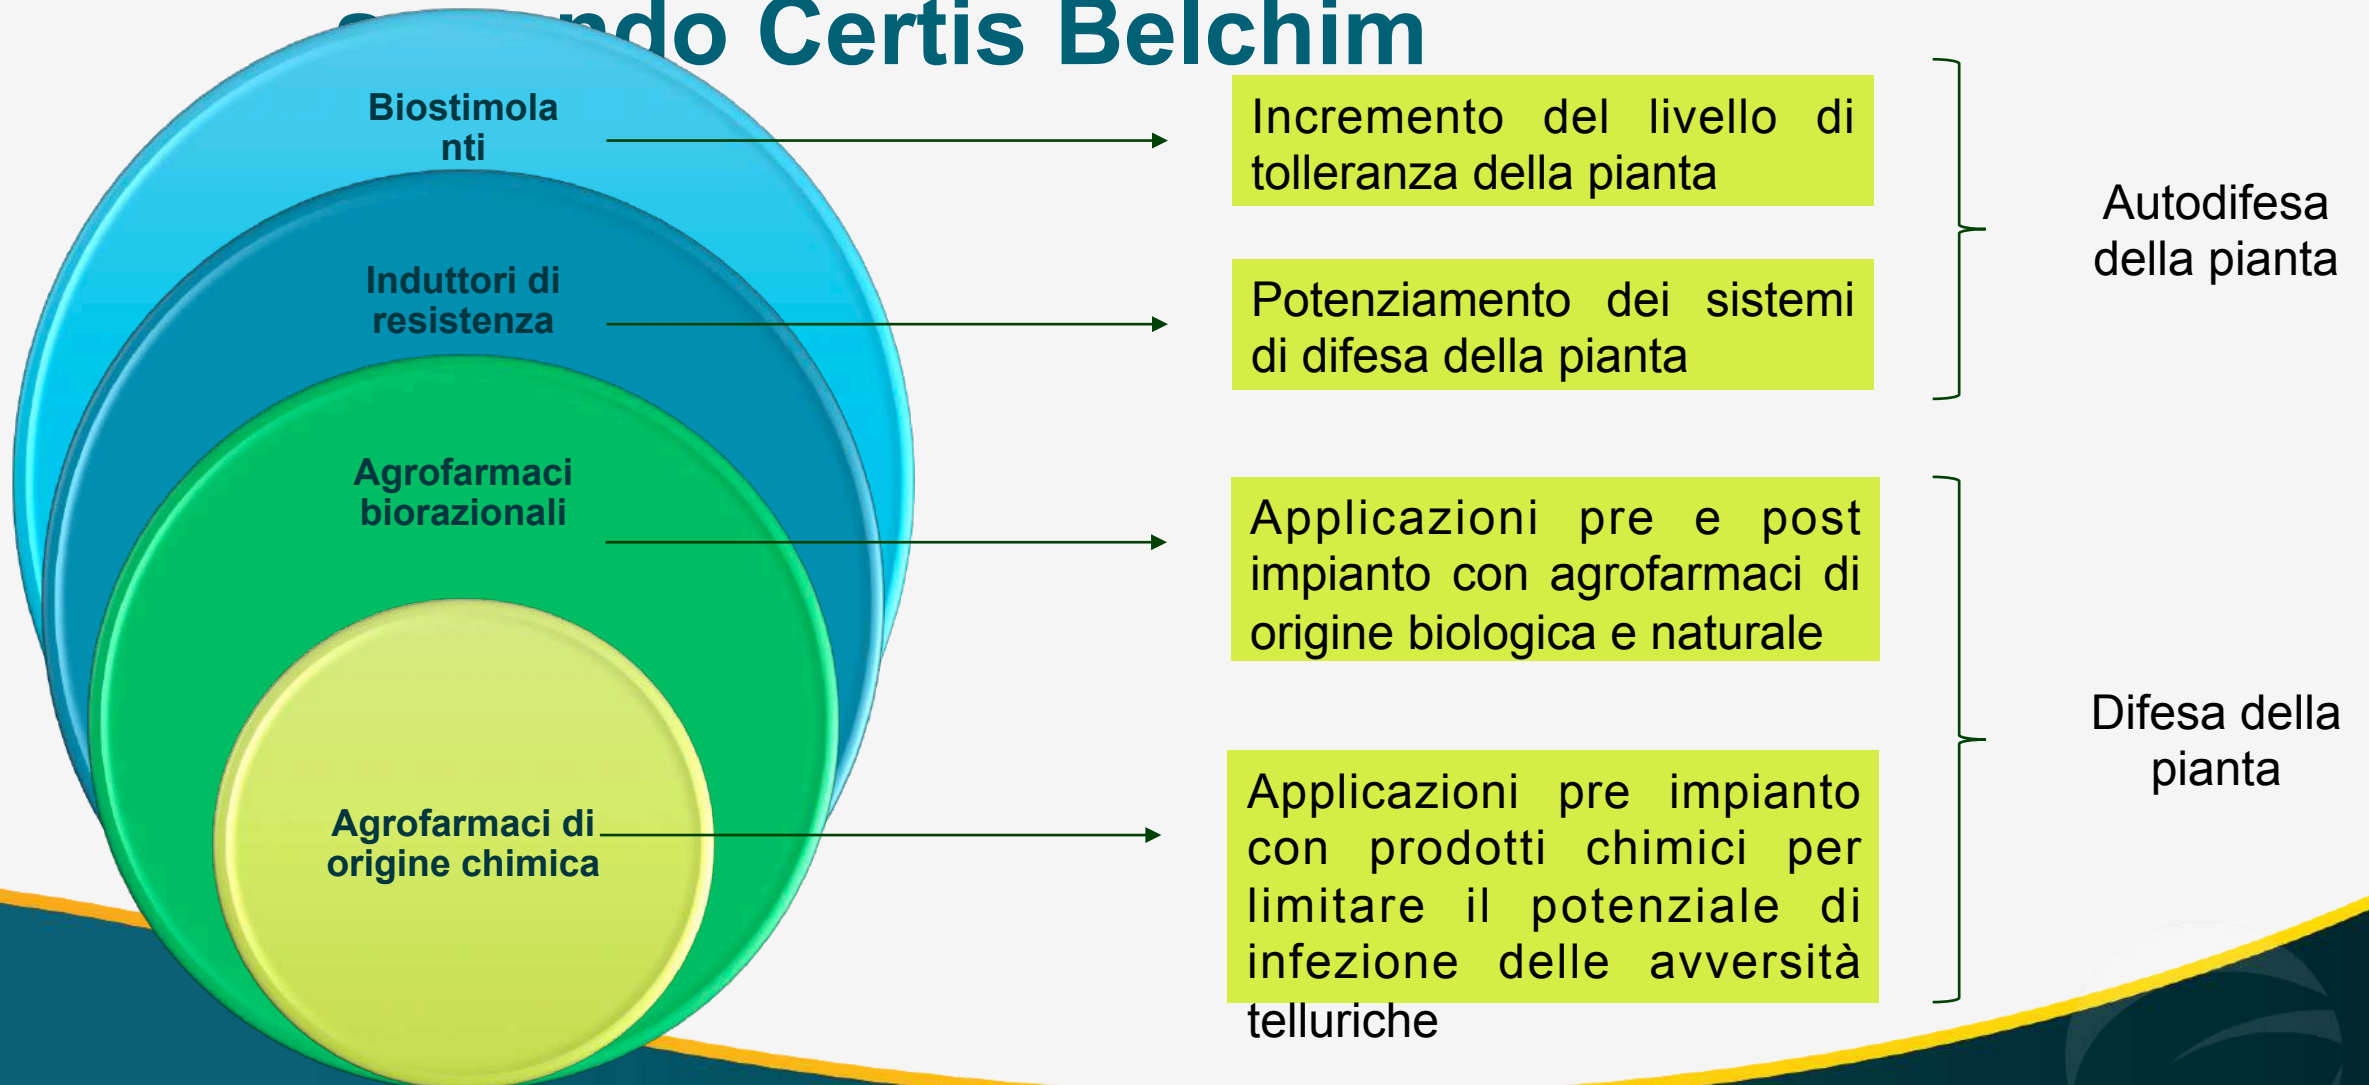 Certis Belchim
Biostimola
nti
Incremento del livello di
tolleranza della pianta
Autodifesa
della pianta
Induttori di
resistenza
Potenziamento dei sistemi
di difesa della pianta
Agrofarmaci
biorazionali
Applicazioni pre e post
impianto con agrofarmaci di
origine biologica e naturale
Difesa della
pianta
Agrofarmaci di
origine chimica
Applicazioni pre impianto
con prodotti chimici per
limitare il potenziale di
infezione delle avversità
telluriche